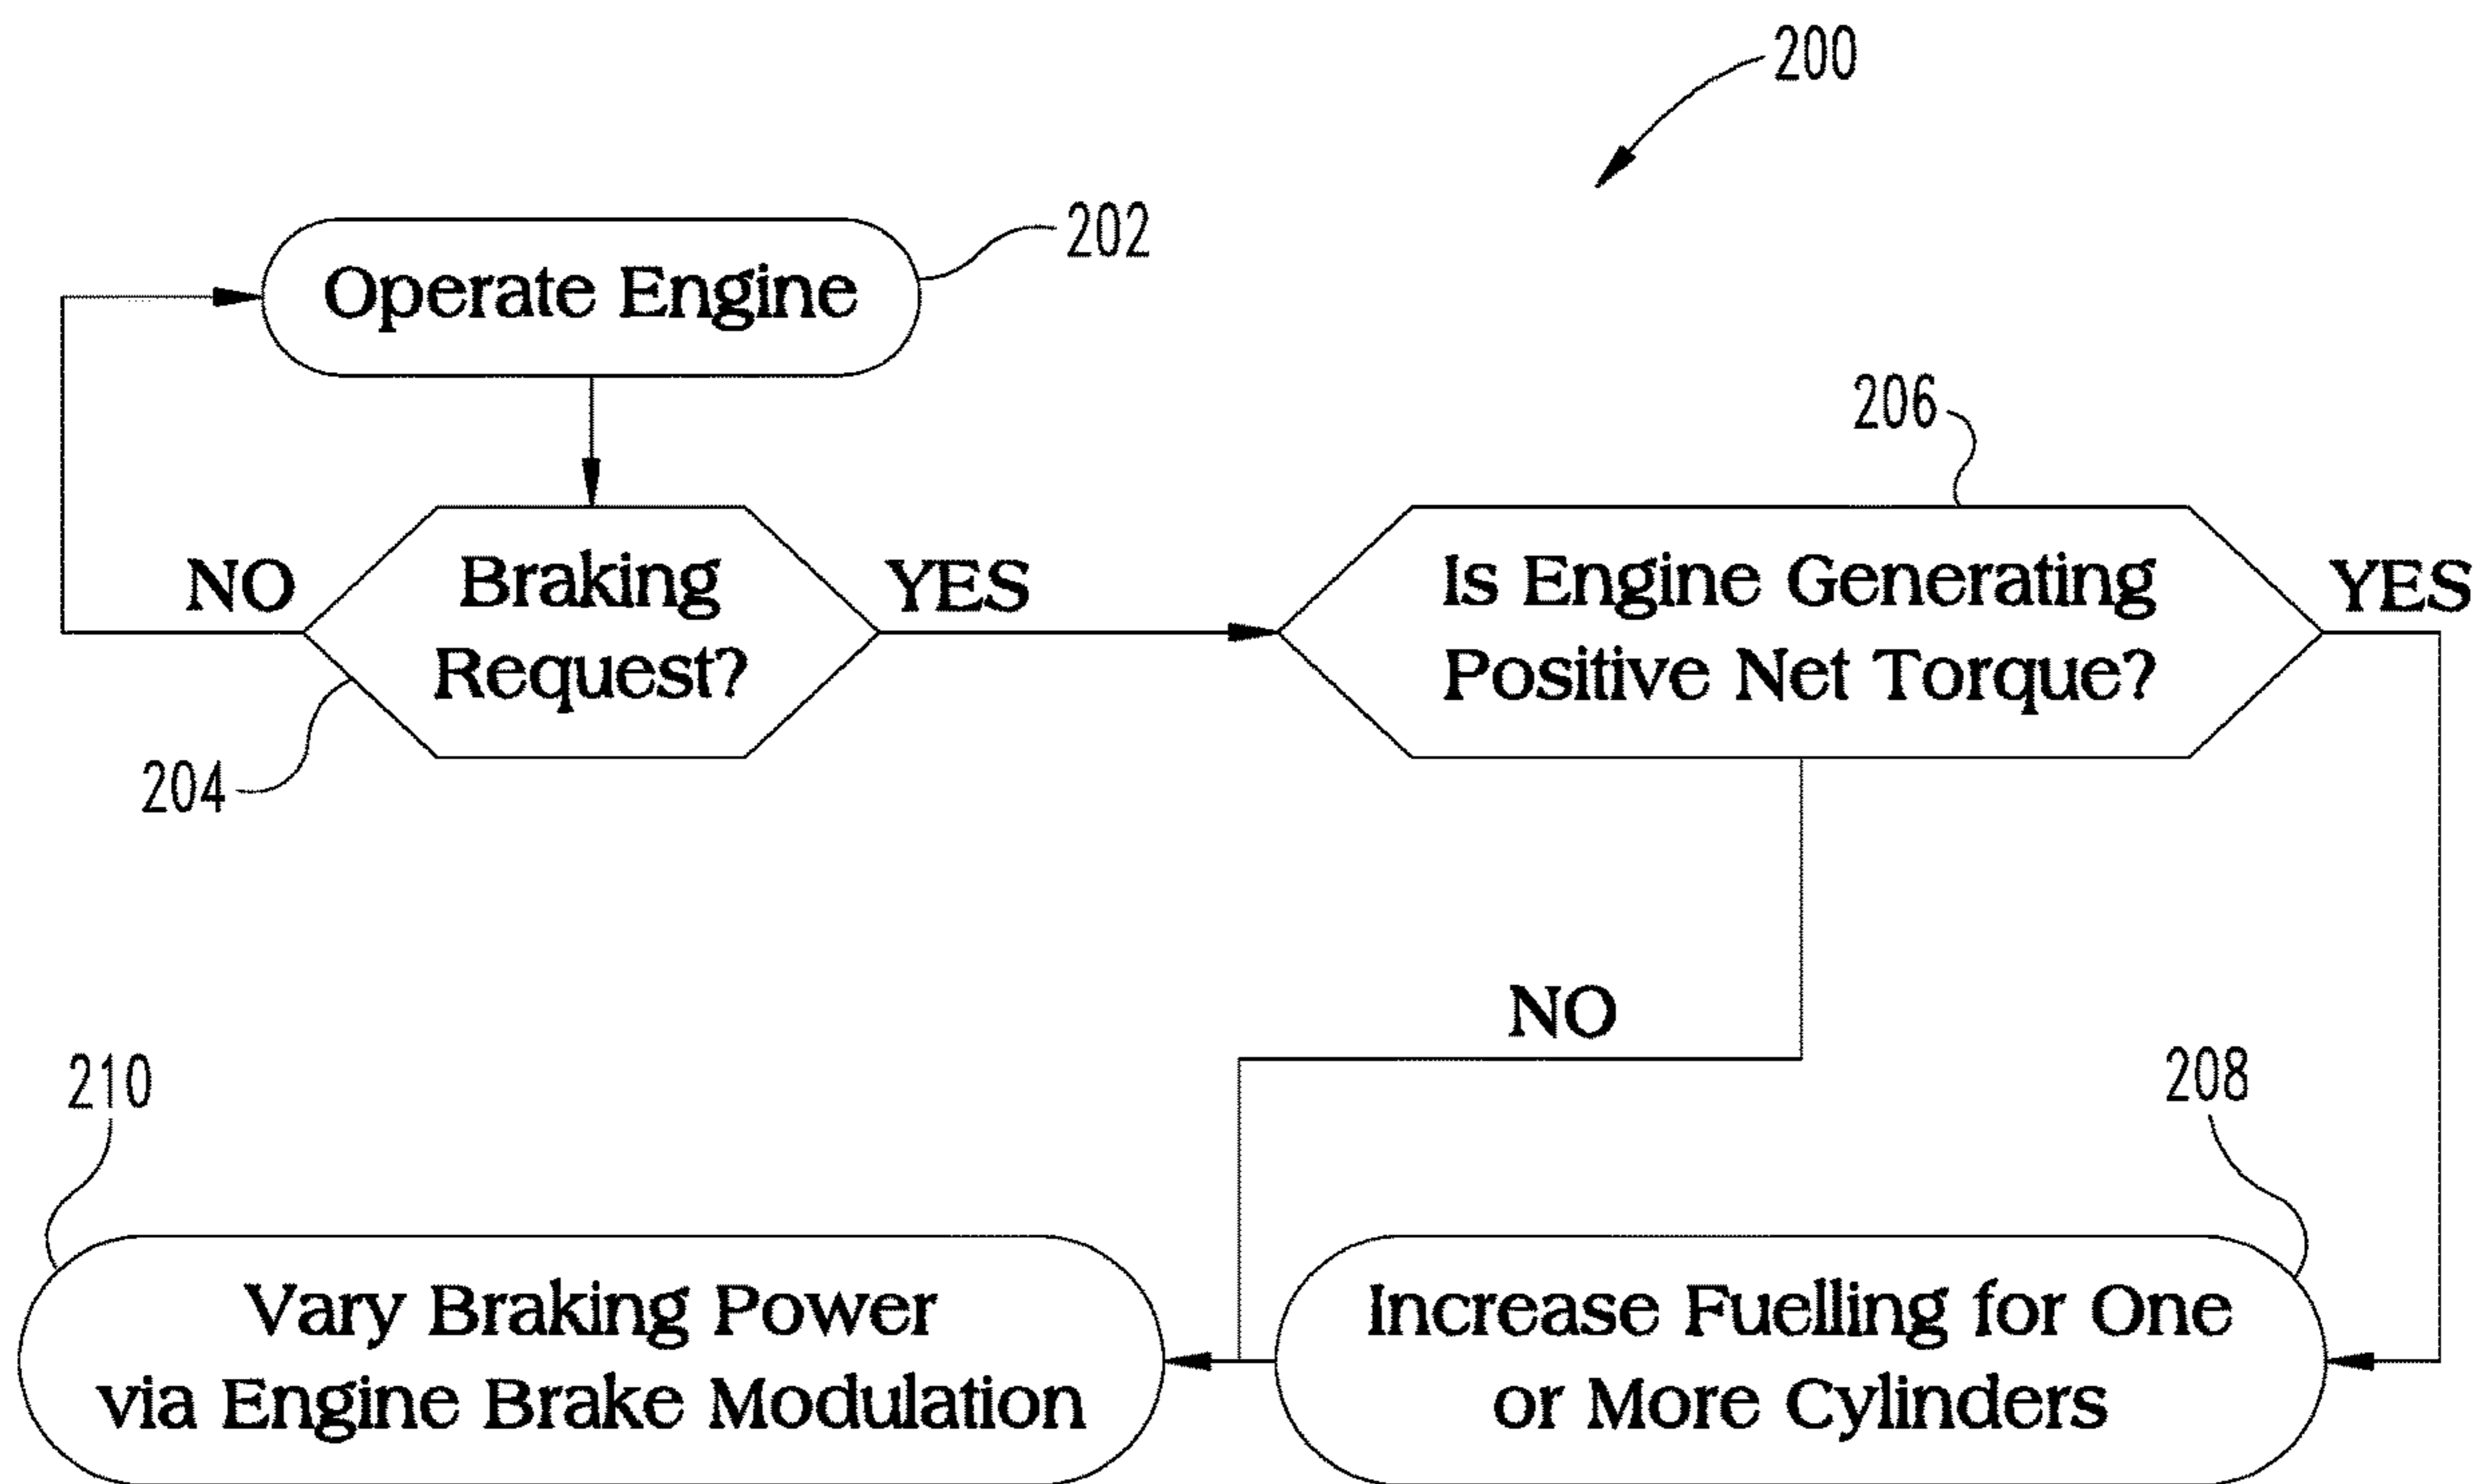 200
202
Operate Engine
206
NO
Braking
Request?
YES
Is Engine Generating
Positive Net Torque?
YES
204
NO
210
208
Vary Braking Power
via Engine Brake Modulation
Increase Fuelling for One
or More Cylinders